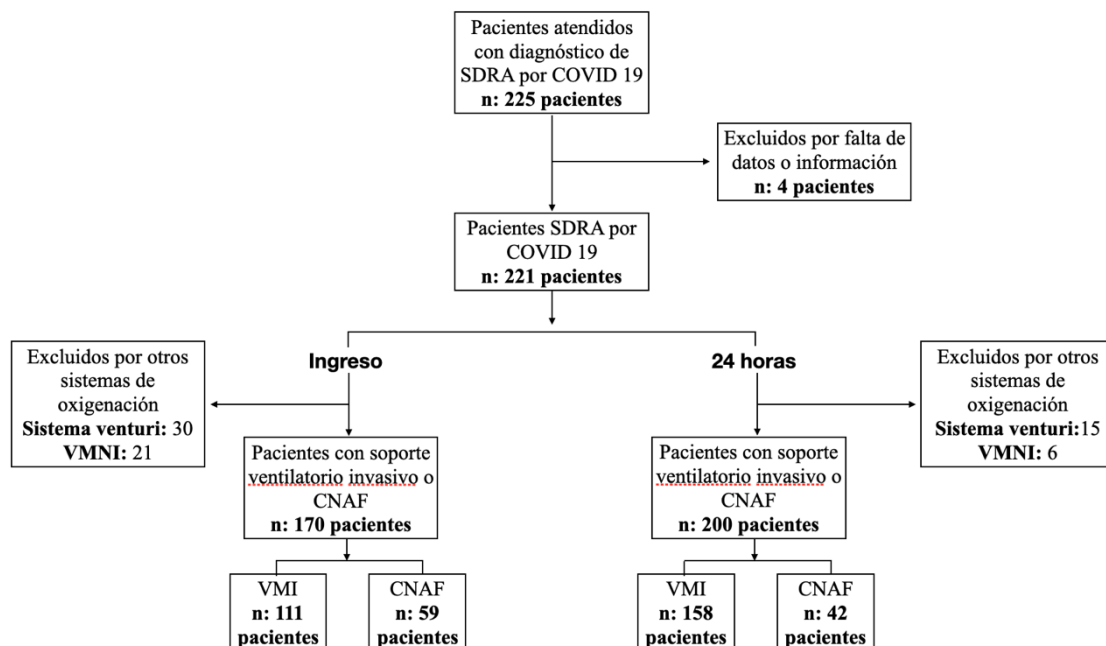 Pacientes atendidos
con diagnóstico de
SDRA por COVID 19
n: 225 pacientes
Excluidos por falta de
datos o información
n: 4 pacientes
Pacientes SDRA por
COVID 19
n: 221 pacientes
Ingreso
24 horas
Excluidos por otros
sistemas de
oxigenación
Sistema venturi: 30
VMNI: 21
Excluidos por otros
sistemas de
oxigenación
Sistema venturi:15
VMNI: 6
Pacientes con soporte
ventilatorio invasivo o
CNAF
n: 170 pacientes
Pacientes con soporte
ventilatorio invasivo o
CNAF
n: 200 pacientes
VMI
n: 111
pacientes
CNAF
n: 59
pacientes
VMI
n: 158
pacientes
CNAF
n: 42
pacientes